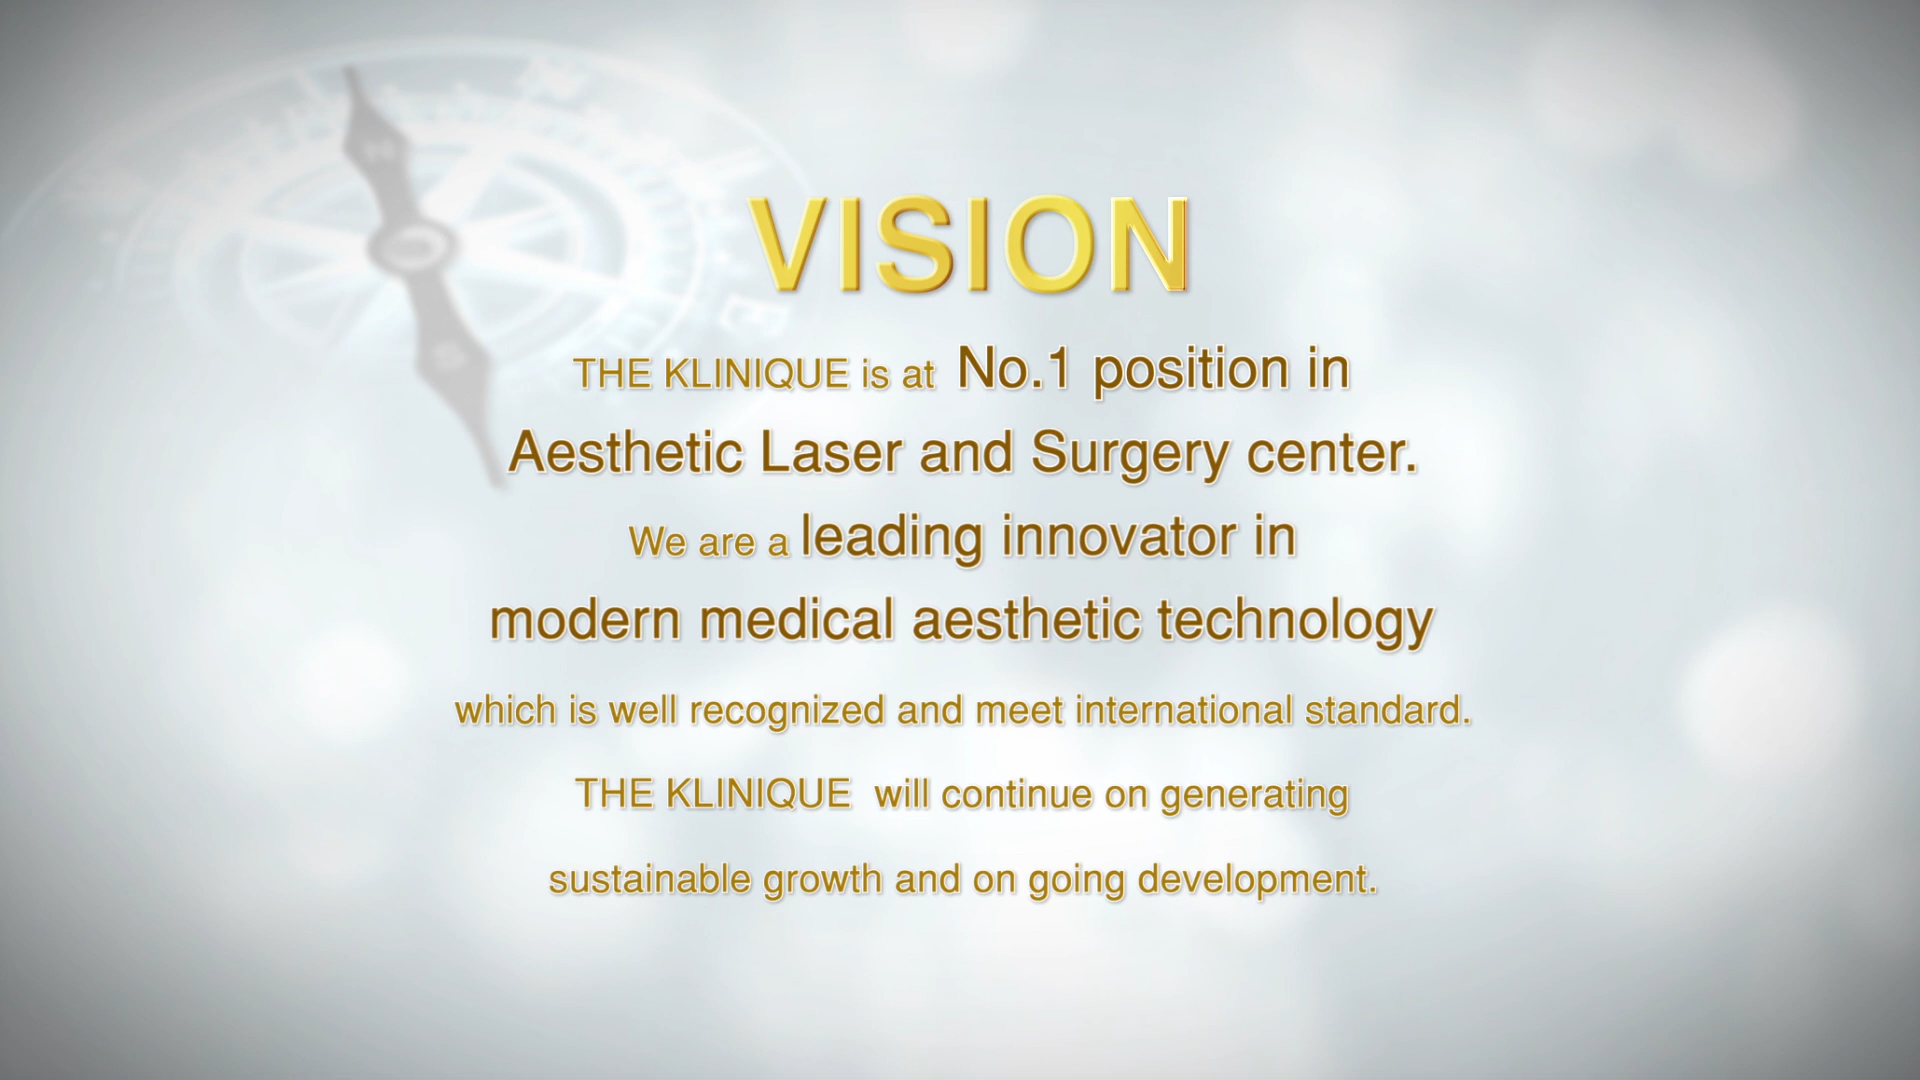 VISION
THE KLINIQUE is at No.1 position in
Aesthetic Laser and Surgery center.
We are a leading innovator in
modern medical aesthetic technology
which is well recognized and meet international standard.
THE KLINIQUE will continue on generating
sustainable growth and on going development.